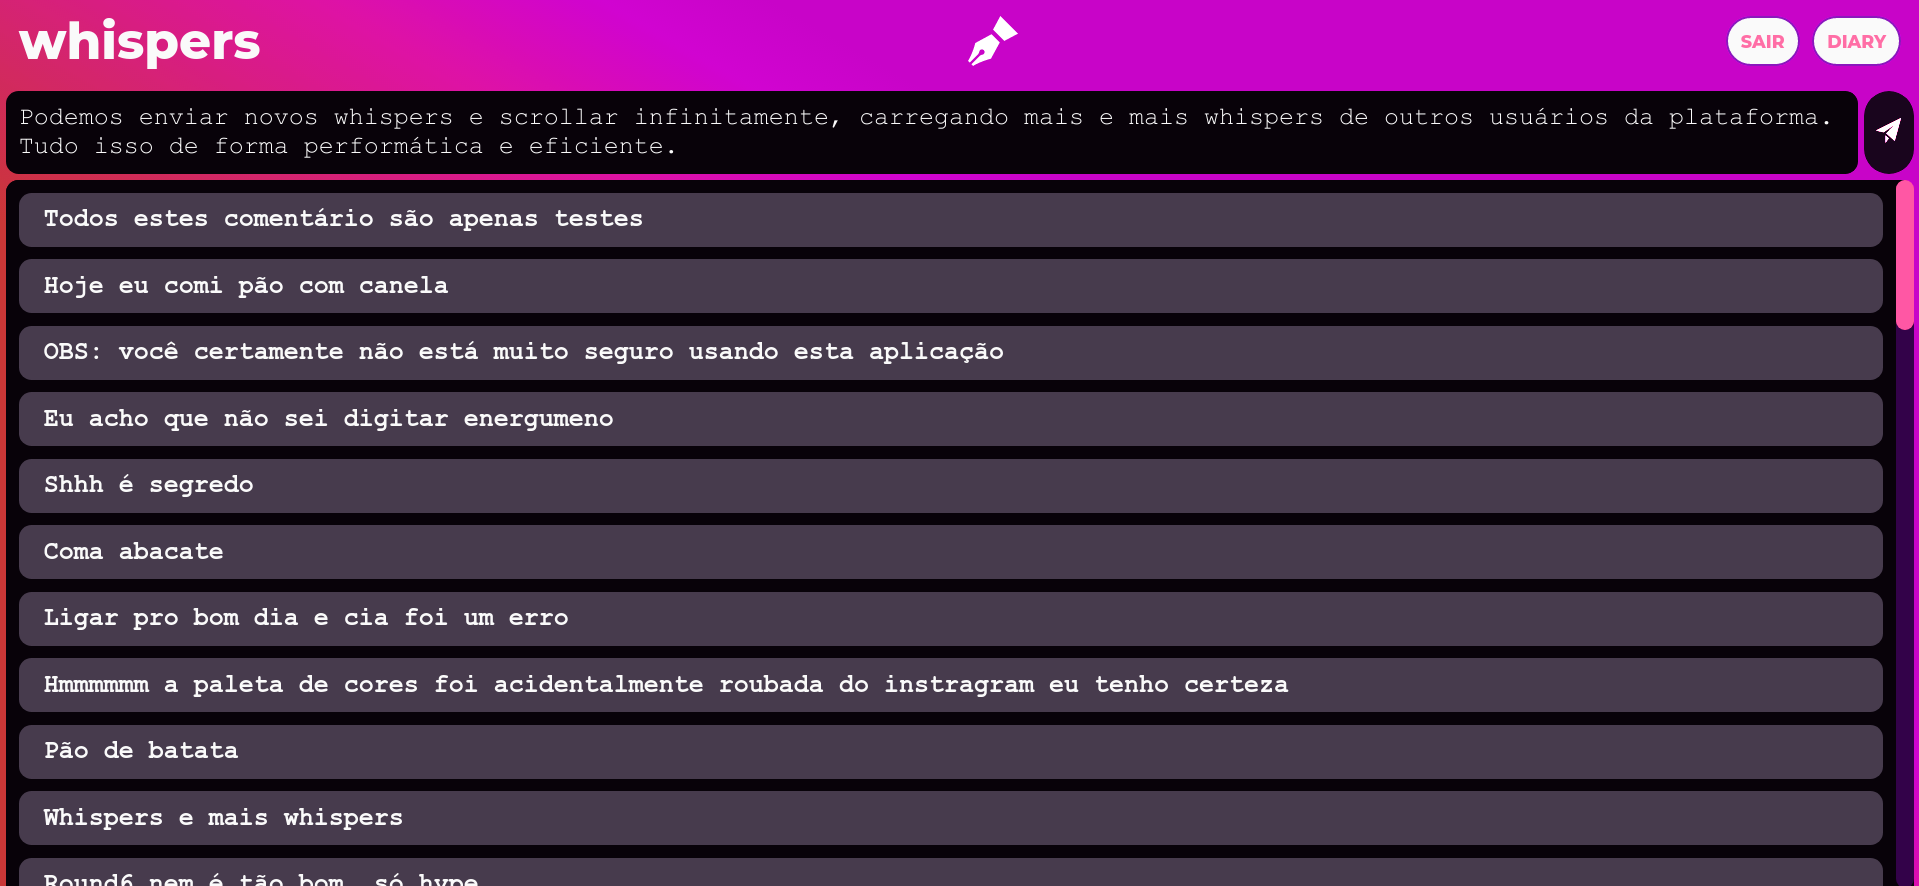 whispers
SAIR
DIARY
Podemos enviar novos whispers e scrollar infinitamente, carregando mais e mais whispers de outros usuários da plataforma.
Tudo isso de forma performática e eficiente.
Todos estes comentário são apenas testes
Hoje eu comi pão com canela
OBS: você certamente não está muito seguro usando esta aplicação
Eu acho que não sei digitar energumeno
Shhh é segredo
Coma abacate
Ligar pro bom dia e cia foi um erro
Hmmmmmm a paleta de cores foi acidentalmente roubada do instragram eu tenho certeza
Pão de batata
Whispers e mais whispers
Round6 nem é tão bom, só hype